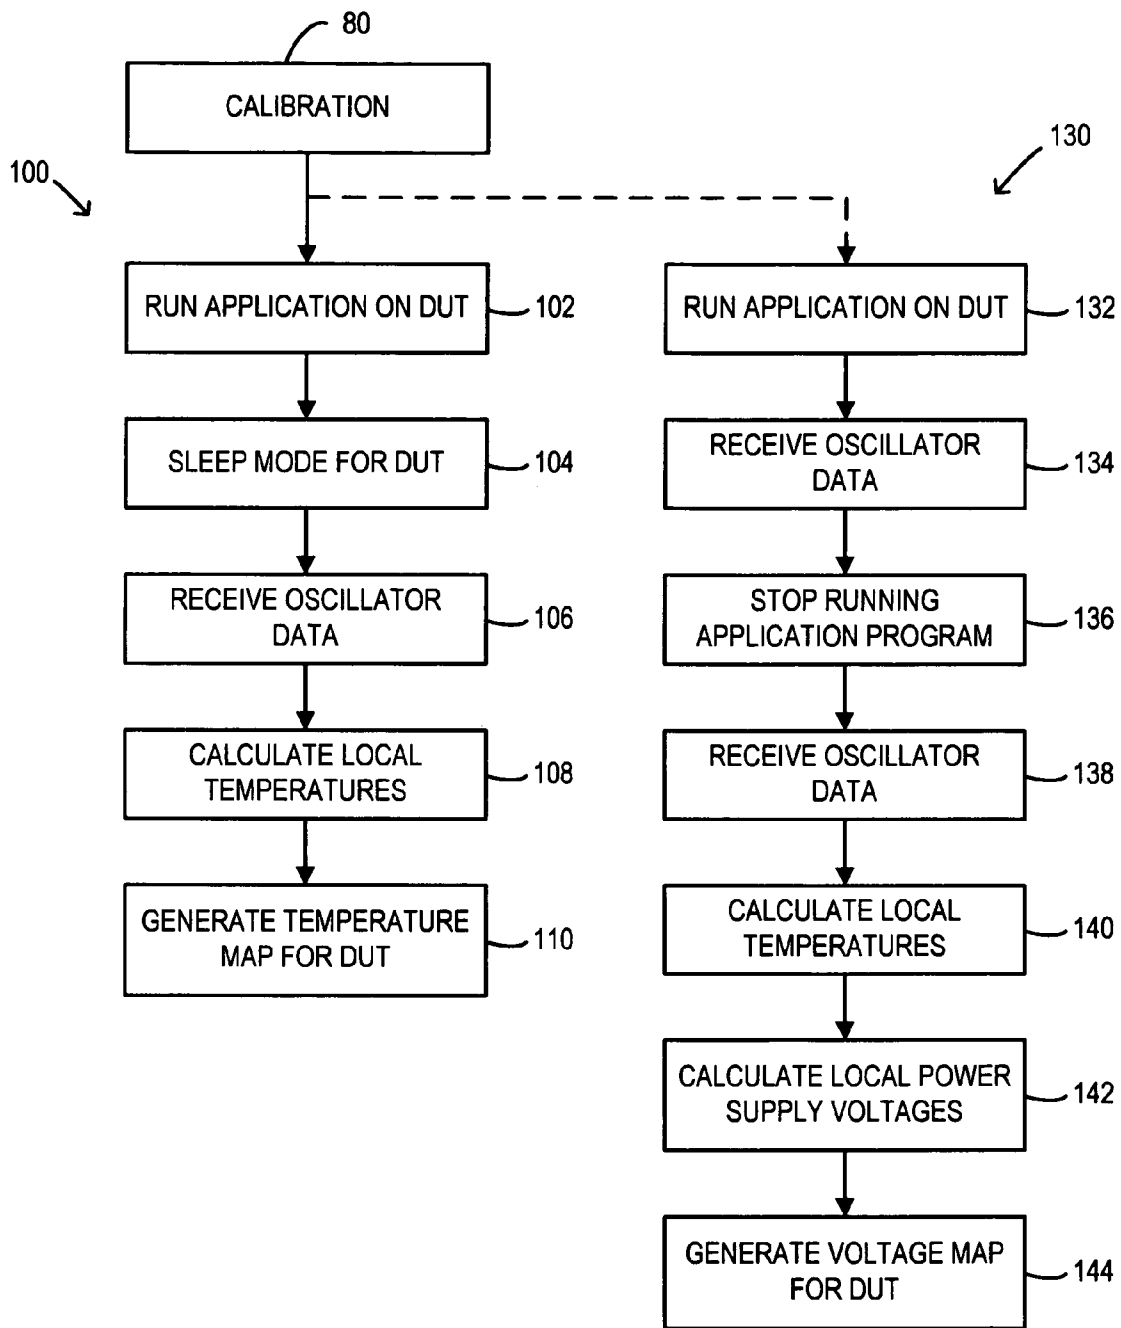 80
CALIBRATION
100
130
RUN APPLICATION ON DUT
102
SLEEP MODE FOR DUT
104
RECEIVE OSCILLATOR
DATA
106
CALCULATE LOCAL
TEMPERATURES
108
GENERATE TEMPERATURE
MAP FOR DUT
110
RUN APPLICATION ON DUT
132
RECEIVE OSCILLATOR
DATA
134
STOP RUNNING
APPLICATION PROGRAM
136
RECEIVE OSCILLATOR
DATA
138
CALCULATE LOCAL
TEMPERATURES
140
CALCULATE LOCAL POWER
SUPPLY VOLTAGES
142
GENERATE VOLTAGE MAP
FOR DUT
144